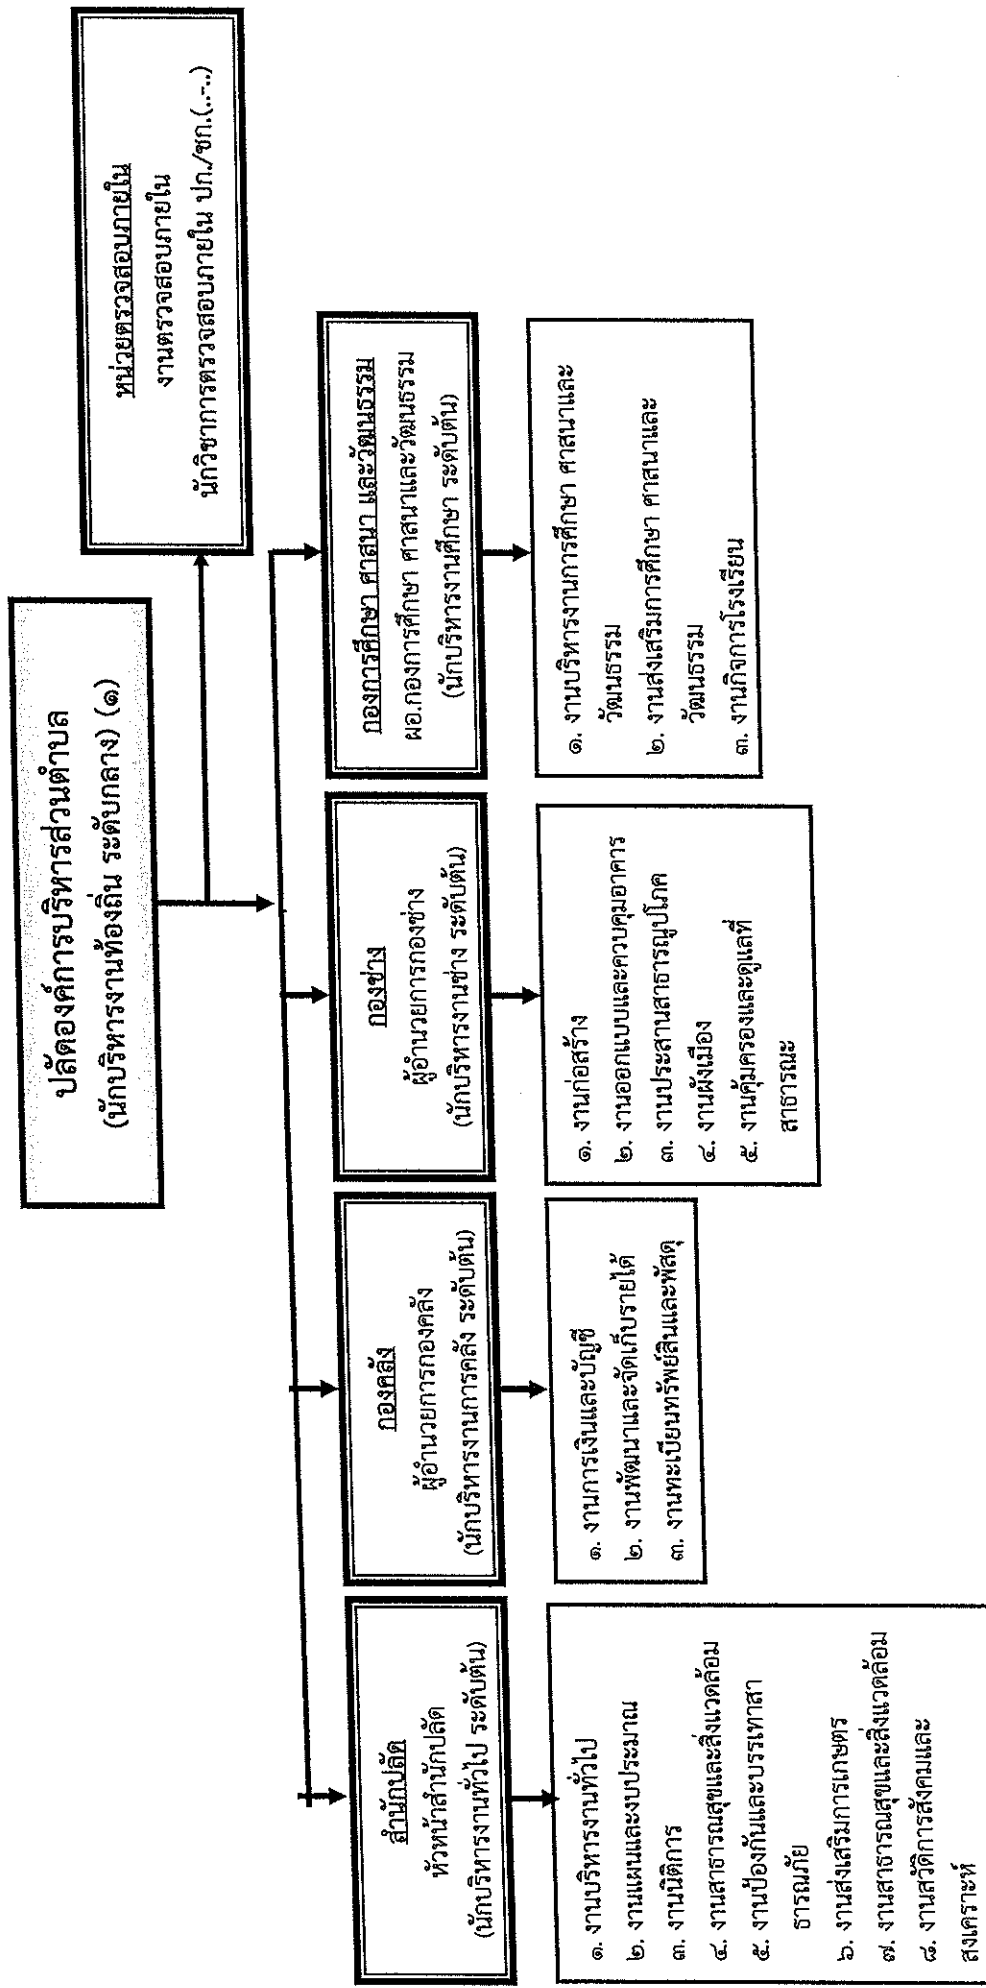 ปลัดองค์การบริหารส่วนตำบล
(นักบริหารงานท้องถิ่น ระดับกลาง) (๑)
หน่วยตรวจสอบภายใน
งานตรวจสอบภายใน
นักวิชาการตรวจสอบภายใน ปก./ชก.(..-..)
สำนักปลัด
หัวหน้าสำนักปลัด
(นักบริหารงานทั่วไป ระดับต้น)
๑. งานบริหารงานทั่วไป
๒. งานแผนและงบประมาณ
๓. งานนิติการ
๔. งานสาธารณสุขและสิ่งแวดล้อม
๕. งานป้องกันและบรรเทาสา
ธารณภัย
๖. งานส่งเสริมการเกษตร
๗. งานสาธารณสุขและสิ่งแวดล้อม
๘. งานสวัดิการสังคมและ
สงเคราะห์
กองคลัง
ผู้อำนวยการกองคลัง
(นักบริหารงานการคลัง ระดับต้น)
๑. งานการเงินและบัญชี
๒. งานพัฒนาและจัดเก็บรายได้
๓. งานทะเบียนทรัพย์สินและพัสดุ
กองช่าง
ผู้อำนวยการกองช่าง
(นักบริหารงานช่าง ระดับต้น)
๑. งานก่อสร้าง
๒. งานออกแบบและควบคุมอาคาร
๓. งานประสานสาธารณูปโภค
๔. งานผังเมือง
๕. งานคุ้มครองและดูแลที่
สาธารณะ
กองการศึกษา ศาสนา และวัฒนธรรม
ผอ.กองการศึกษา ศาสนาและวัฒนธรรม
(นักบริหารงานศึกษา ระดับต้น)
๑. งานบริหารงานการศึกษา ศาสนาและ
วัฒนธรรม
๒. งานส่งเสริมการศึกษา ศาสนาและ
วัฒนธรรม
๓. งานกิจการโรงเรียน